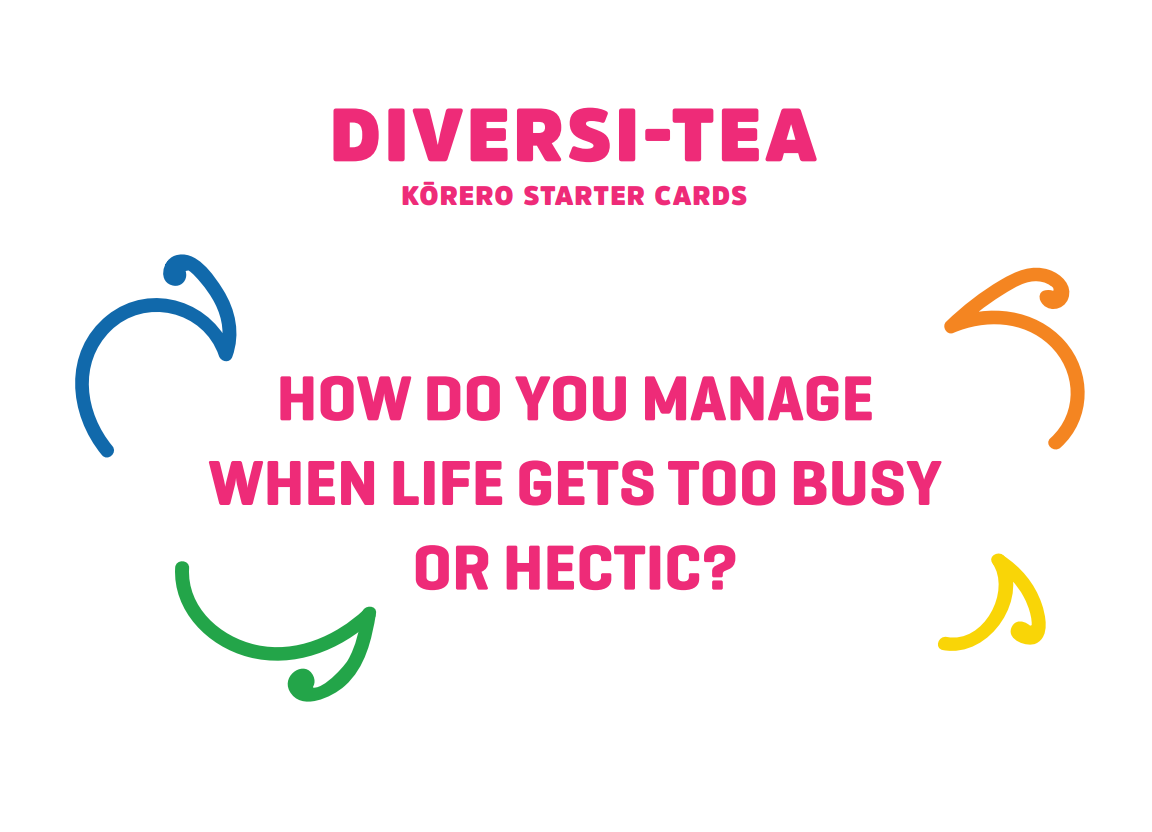 DIVERSI-TEA
KŌRERO STARTER CARDS
HOW DO YOU MANAGE
WHEN LIFE GETS TOO BUSY
OR HECTIC?